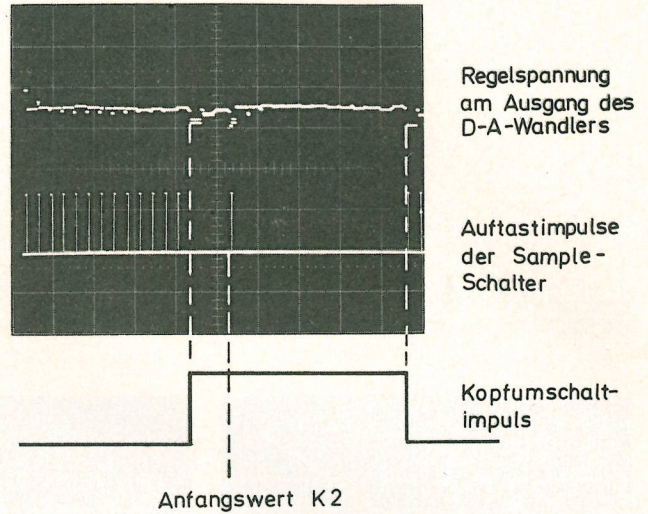 Regelspannung
am Ausgang des
D-A-Wandlers
Auftastimpulse
der Sample-
Schalter
Kopfumschalt-
impuls
Anfangswert K2